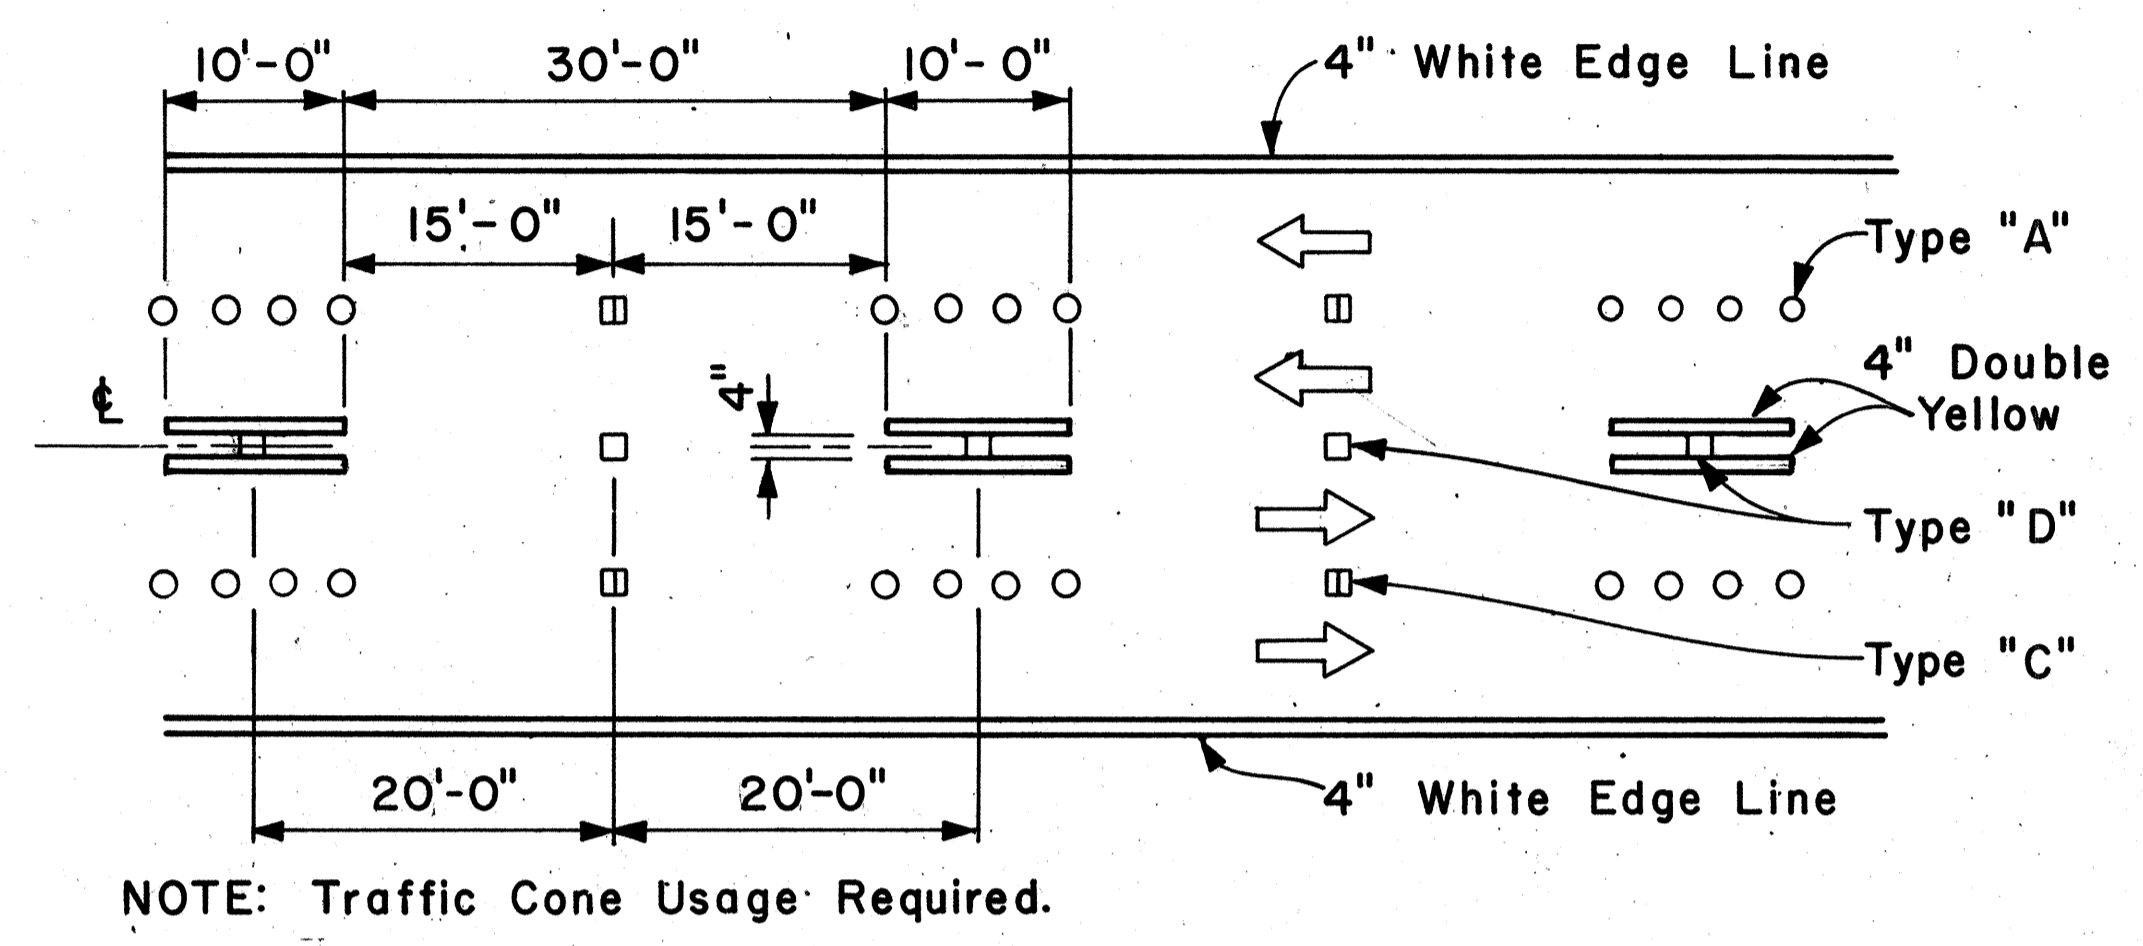 10'-0" 30'-0" 10'-0" 4" White Edge Line
15'-0" 15'-0"
Type "A"
4" Double
Yellow
℄
4"
Type "D"
Type "C"
20'-0" 20'-0" 4" White Edge Line
NOTE: Traffic Cone Usage Required.